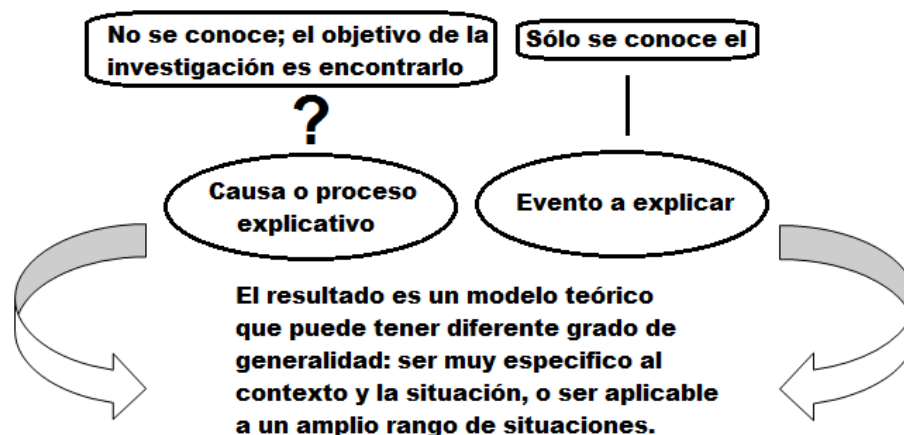 No se conoce; el objetivo de la
investigación es encontrarlo
Sólo se conoce el
?
Causa o proceso
explicativo
Evento a explicar
El resultado es un modelo teórico
que puede tener diferente grado de
generalidad: ser muy especifico al
contexto y la situación, o ser aplicable
a un amplio rango de situaciones.